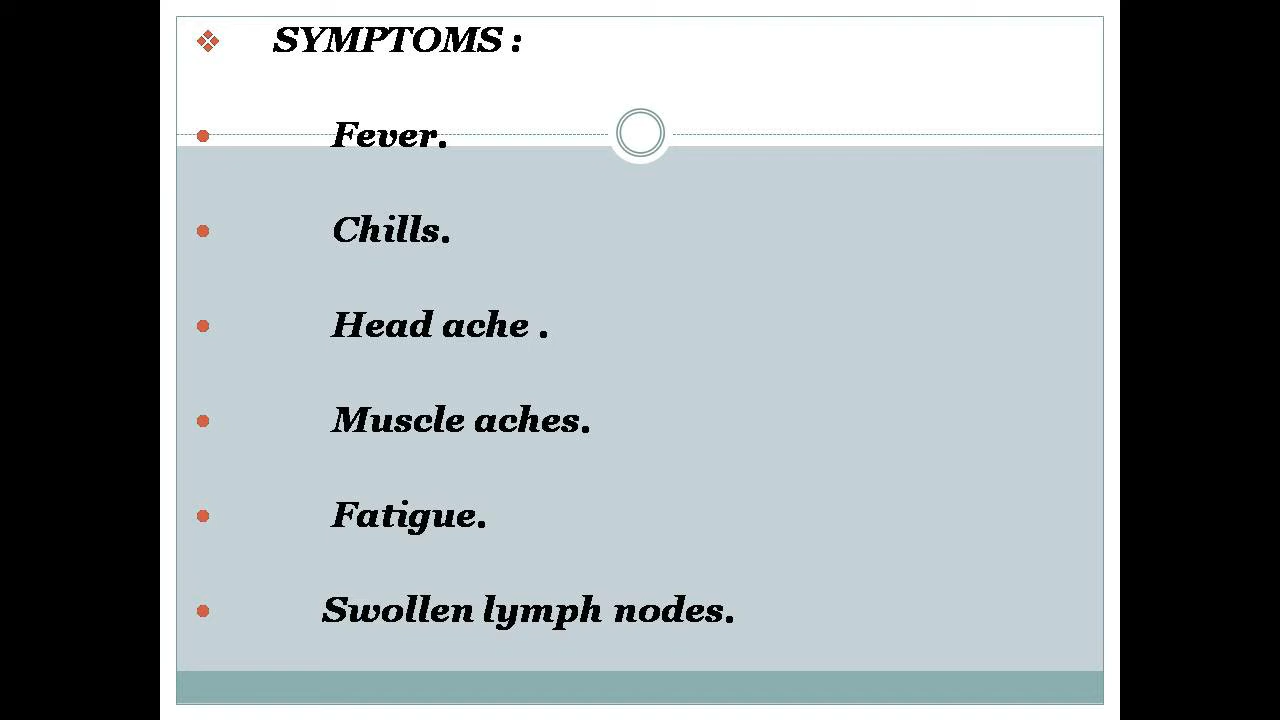 SYMPTOMS :
Fever.
Chills.
Head ache .
Muscle aches.
Fatigue.
Swollen lymph nodes.